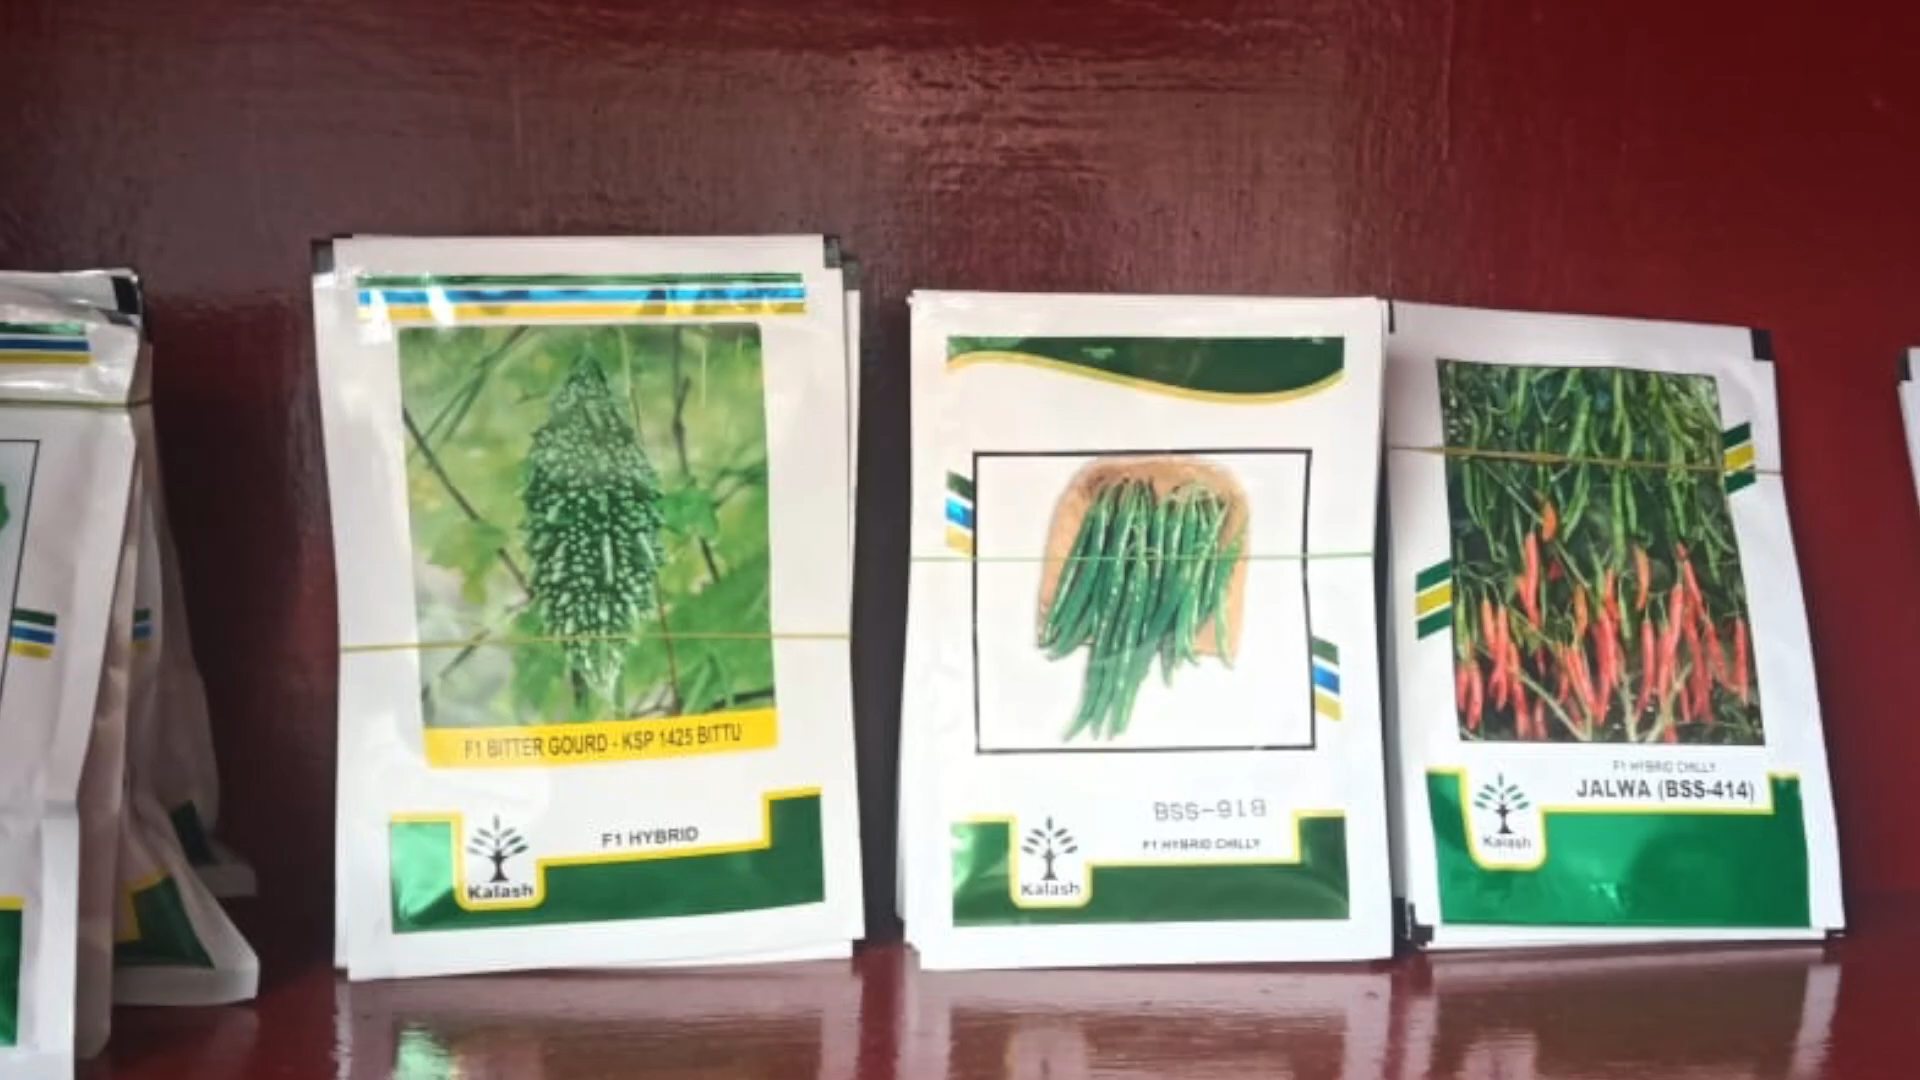 F1 BITTER GOURD - KSP 1425 BITTU
F1 HYBRID
Kalash
BSS-918
F1 HYBRID CHILLY
Kalash
F1 HYBRID CHILLY
JALWA (BSS-414)
Kalash